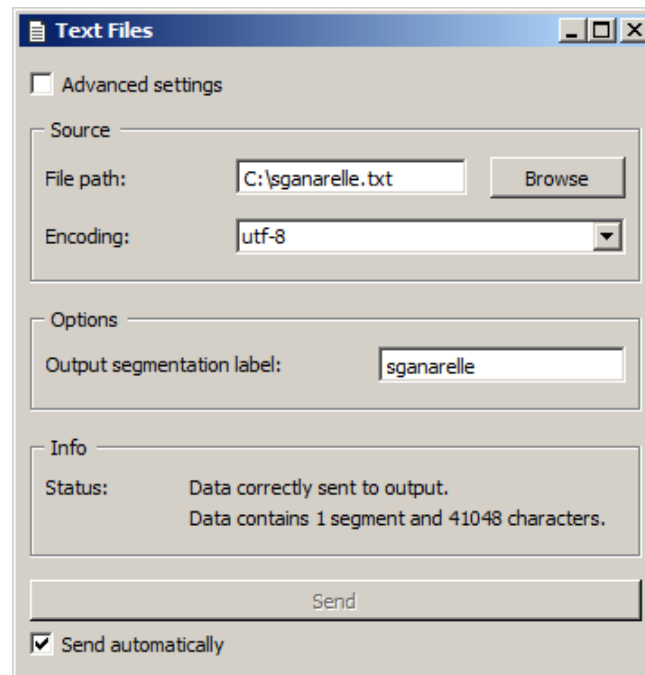 Text Files
Advanced settings
Source
File path: C:\sganarelle.txt Browse
Encoding: utf-8
Options
Output segmentation label: sganarelle
Info
Status: Data correctly sent to output.
Data contains 1 segment and 41048 characters.
Send
Send automatically